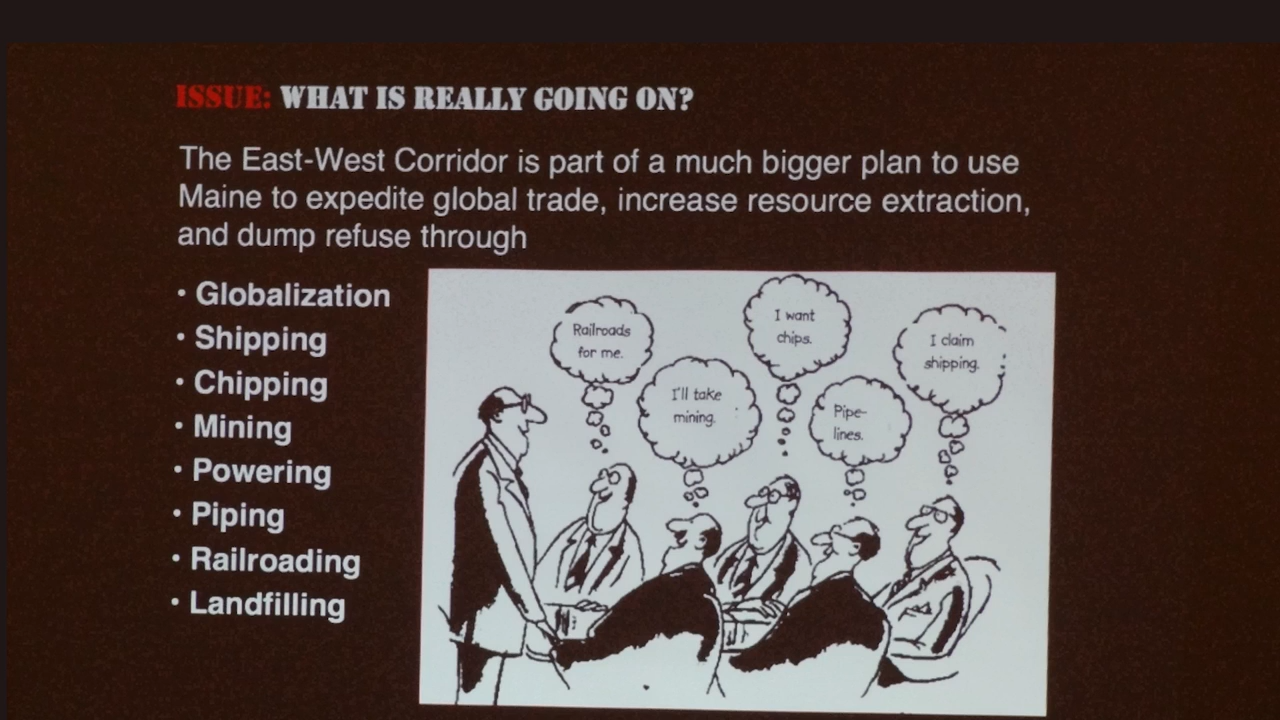 ISSUE: WHAT IS REALLY GOING ON?
The East-West Corridor is part of a much bigger plan to use
Maine to expedite global trade, increase resource extraction,
and dump refuse through
• Globalization
• Shipping
• Chipping
• Mining
• Powering
• Piping
• Railroading
• Landfilling
Railroads
for me.
I'll take
mining.
I want
chips.
Pipe-
lines.
I claim
shipping.